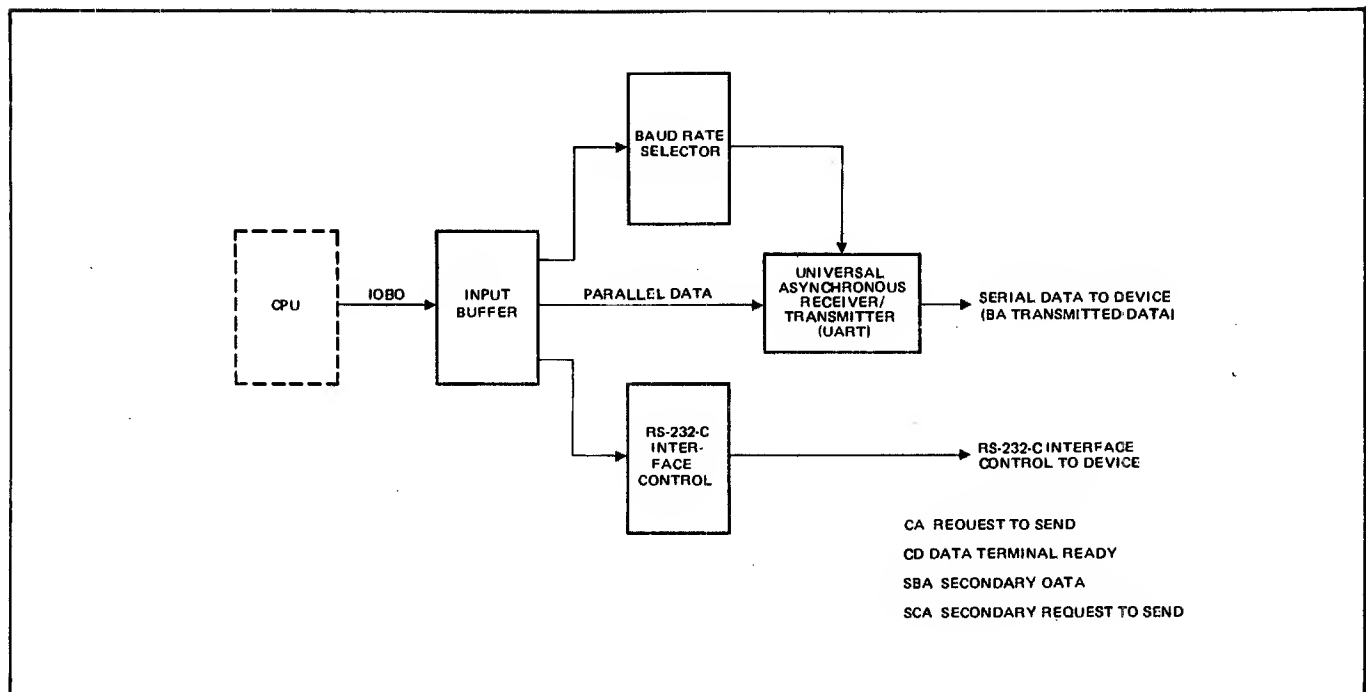 BAUD RATE
SELECTOR
CPU
IOBO
INPUT
BUFFER
PARALLEL DATA
UNIVERSAL
ASYNCHRONOUS
RECEIVER/
TRANSMITTER
(UART)
SERIAL DATA TO DEVICE
(BA TRANSMITTED DATA)
RS-232-C
INTER-
FACE
CONTROL
RS-232-C INTERFACE
CONTROL TO DEVICE
CA REQUEST TO SEND
CD DATA TERMINAL READY
SBA SECONDARY DATA
SCA SECONDARY REQUEST TO SEND